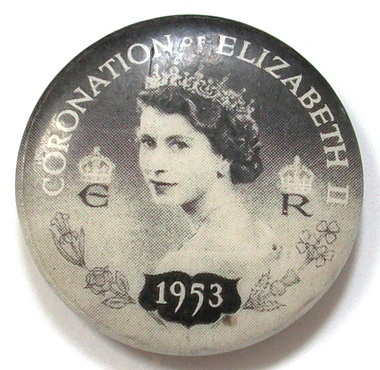 CORONATION OF ELIZABETH II
E R
1953